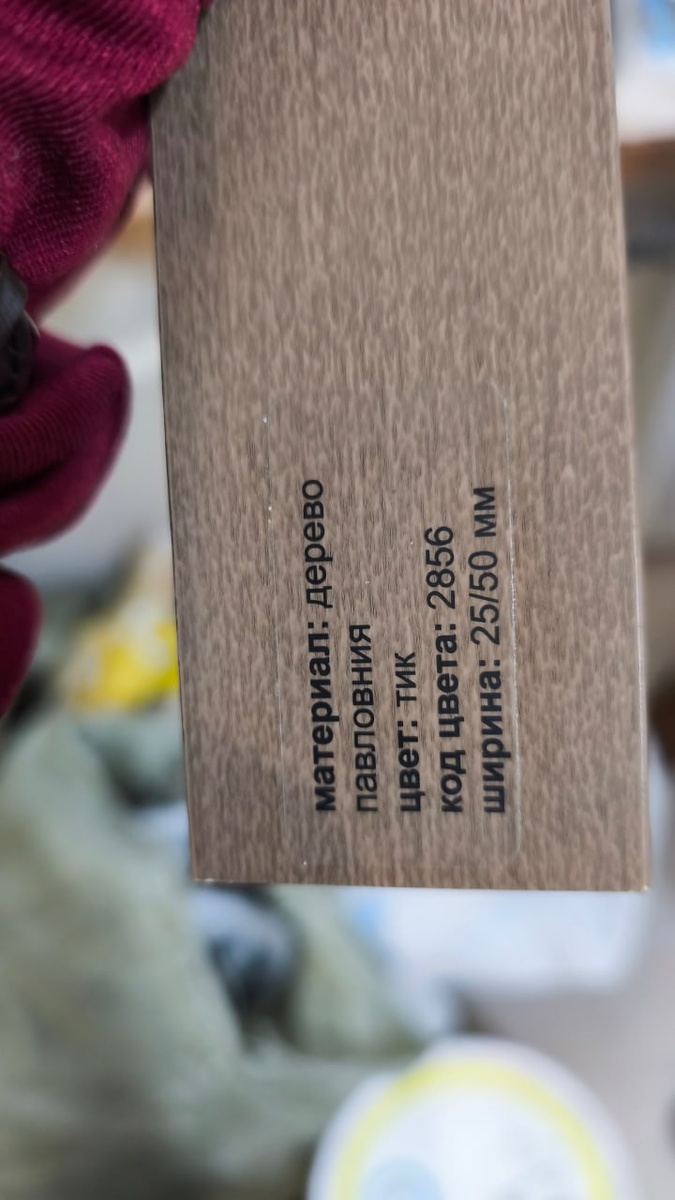 материал: дерево
павловния
цвет: тик
код цвета: 2856
ширина: 25/50 мм